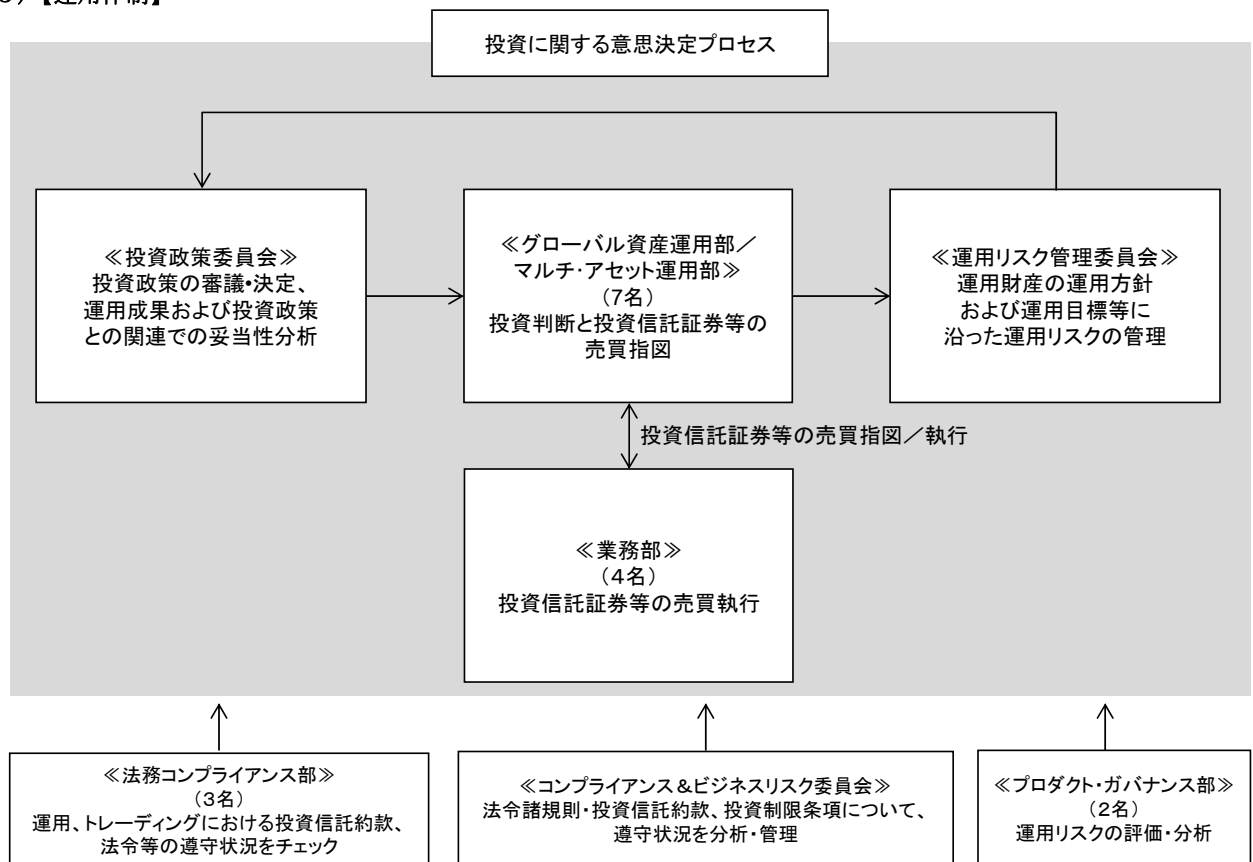 【運用体制】
投資に関する意思決定プロセス
≪投資政策委員会≫
投資政策の審議・決定、
運用成果および投資政策
との関連での妥当性分析
≪グローバル資産運用部／
マルチ・アセット運用部≫
（7名）
投資判断と投資信託証券等の
売買指図
≪運用リスク管理委員会≫
運用財産の運用方針
および運用目標等に
沿った運用リスクの管理
投資信託証券等の売買指図／執行
≪業務部≫
（4名）
投資信託証券等の売買執行
≪法務コンプライアンス部≫
（3名）
運用、トレーディングにおける投資信託約款、
法令等の遵守状況をチェック
≪コンプライアンス＆ビジネスリスク委員会≫
法令諸規則・投資信託約款、投資制限条項について、
遵守状況を分析・管理
≪プロダクト・ガバナンス部≫
（2名）
運用リスクの評価・分析